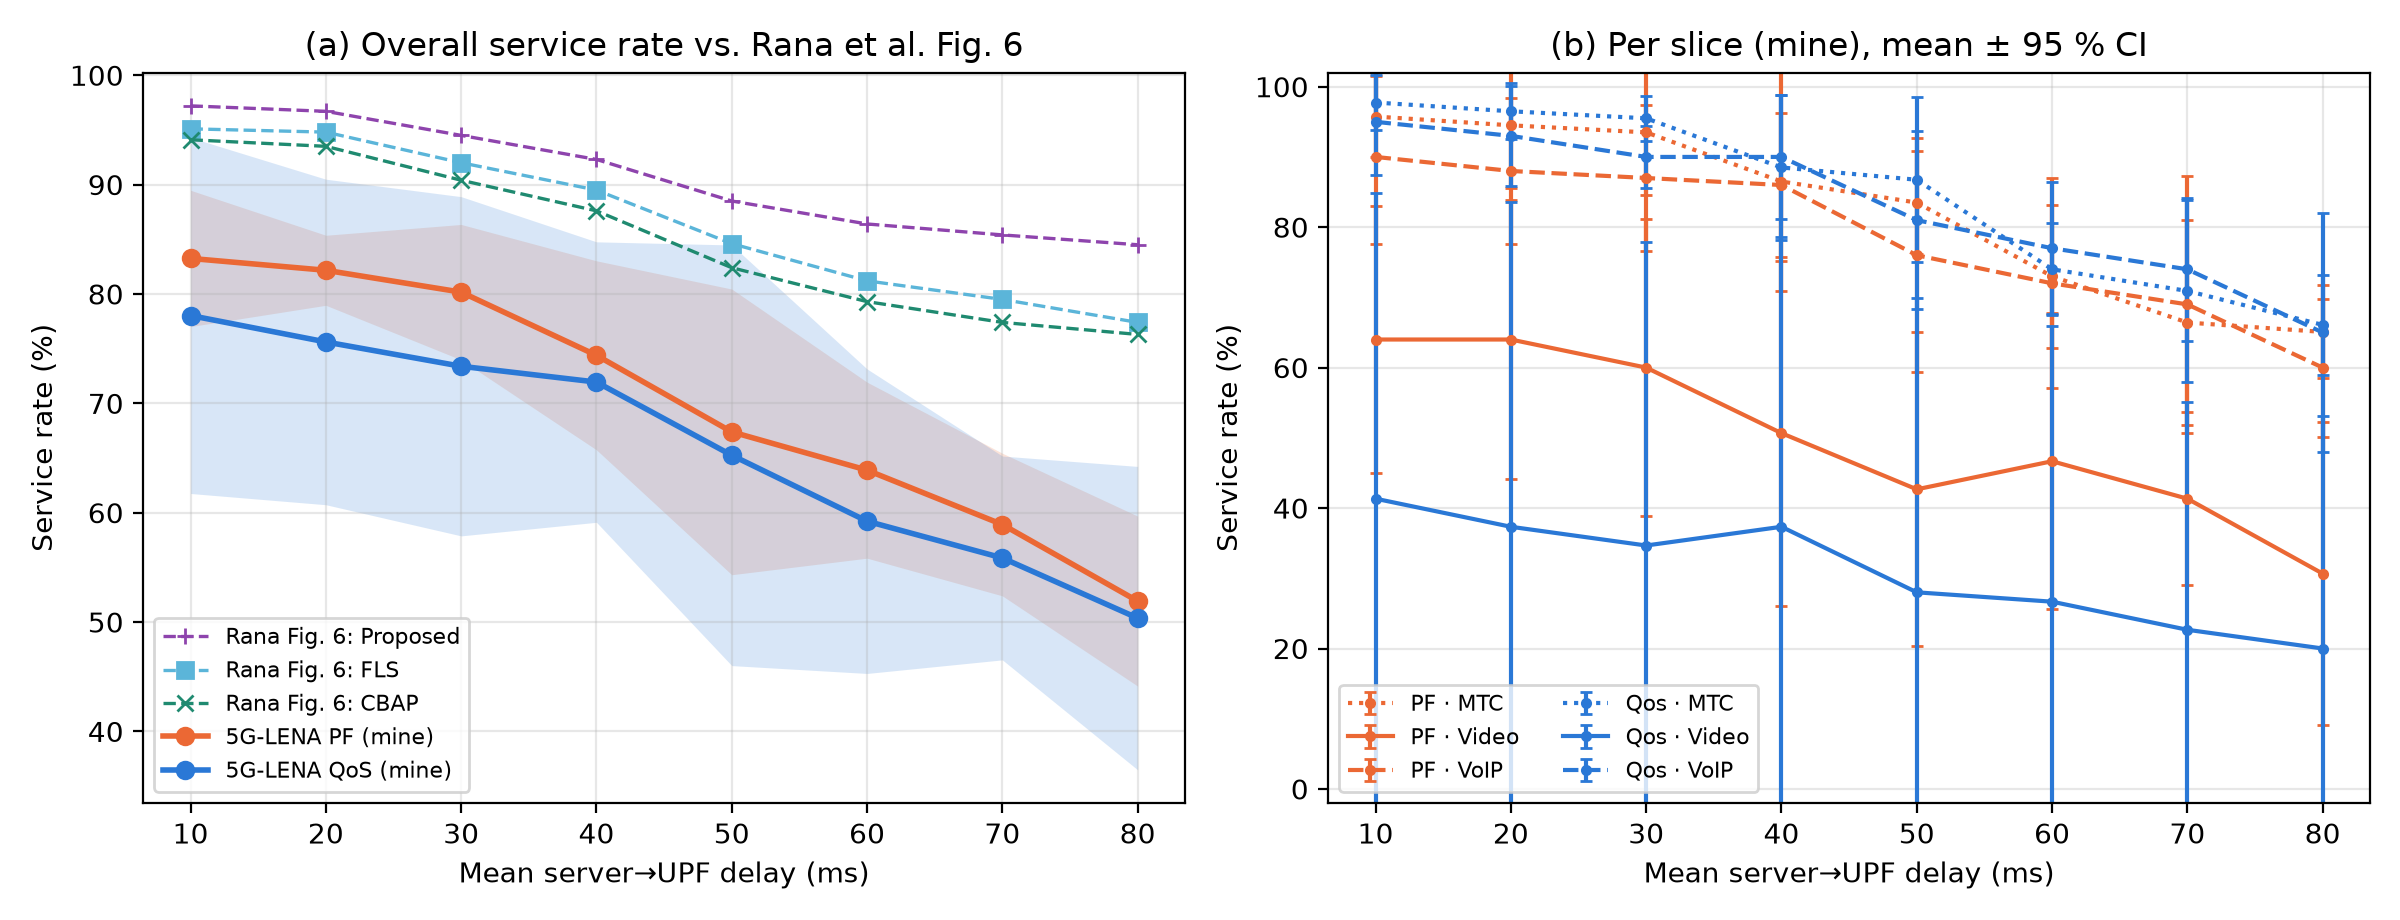 (a) Overall service rate vs. Rana et al. Fig. 6
Service rate (%)
100
90
80
70
60
50
40
Rana Fig. 6: Proposed
Rana Fig. 6: FLS
Rana Fig. 6: CBAP
5G-LENA PF (mine)
5G-LENA QoS (mine)
10 20 30 40 50 60 70 80
Mean server→UPF delay (ms)
(b) Per slice (mine), mean ± 95 % CI
Service rate (%)
100
80
60
40
20
0
PF · MTC
PF · Video
PF · VoIP
Qos · MTC
Qos · Video
Qos · VoIP
10 20 30 40 50 60 70 80
Mean server→UPF delay (ms)